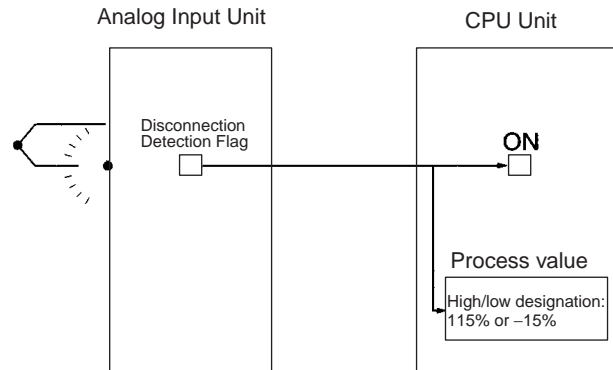 Analog Input Unit
CPU Unit
Disconnection
Detection Flag
ON
Process value
High/low designation:
115% or –15%